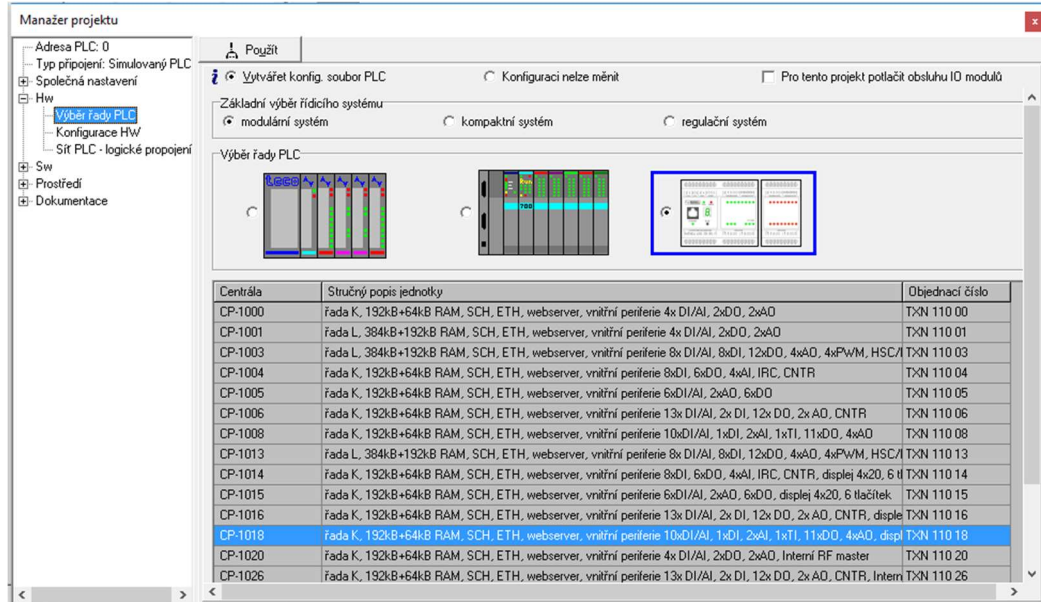 Manažer projektu
x
Adresa PLC: 0
Typ připojení: Simulovaný PLC
Společná nastavení
Hw
Výběr řady PLC
Konfigurace HW
Síť PLC - logické propojení
Sw
Prostředí
Dokumentace
Použít
Vytvářet konfig. soubor PLC
Konfiguraci nelze měnit
Pro tento projekt potlačit obsluhu IO modulů
Základní výběr řídicího systému
modulární systém
kompaktní systém
regulační systém
Výběr řady PLC
teco
700
Centrála Stručný popis jednotky Objednací číslo
CP-1000 řada K, 192kB+64kB RAM, SCH, ETH, webserver, vnitřní periferie 4x DI/AI, 2xDO, 2xAO TXN 110 00
CP-1001 řada L, 384kB+192kB RAM, SCH, ETH, webserver, vnitřní periferie 4x DI/AI, 2xDO, 2xAO TXN 110 01
CP-1003 řada L, 384kB+192kB RAM, SCH, ETH, webserver, vnitřní periferie 8x DI/AI, 8xDI, 12xDO, 4xAO, 4xPWM, HSC/ TXN 110 03
CP-1004 řada K, 192kB+64kB RAM, SCH, ETH, webserver, vnitřní periferie 8xDI, 6xDO, 4xAI, IRC, CNTR TXN 110 04
CP-1005 řada K, 192kB+64kB RAM, SCH, ETH, webserver, vnitřní periferie 6xDI/AI, 2xAO, 6xDO TXN 110 05
CP-1006 řada K, 192kB+64kB RAM, SCH, ETH, webserver, vnitřní periferie 13x DI/AI, 2x DI, 12x DO, 2x AO, CNTR TXN 110 06
CP-1008 řada K, 192kB+64kB RAM, SCH, ETH, webserver, vnitřní periferie 10xDI/AI, 1xDI, 2xAI, 1xTI, 11xDO, 4xAO TXN 110 08
CP-1013 řada L, 384kB+192kB RAM, SCH, ETH, webserver, vnitřní periferie 8x DI/AI, 8xDI, 12xDO, 4xAO, 4xPWM, HSC/ TXN 110 13
CP-1014 řada K, 192kB+64kB RAM, SCH, ETH, webserver, vnitřní periferie 8xDI, 6xDO, 4xAI, IRC, CNTR, displej 4x20, 6 tl TXN 110 14
CP-1015 řada K, 192kB+64kB RAM, SCH, ETH, webserver, vnitřní periferie 6xDI/AI, 2xAO, 6xDO, displej 4x20, 6 tlačítek TXN 110 15
CP-1016 řada K, 192kB+64kB RAM, SCH, ETH, webserver, vnitřní periferie 13x DI/AI, 2x DI, 12x DO, 2x AO, CNTR, disple TXN 110 16
CP-1018 řada K, 192kB+64kB RAM, SCH, ETH, webserver, vnitřní periferie 10xDI/AI, 1xDI, 2xAI, 1xTI, 11xDO, 4xAO, displ TXN 110 18
CP-1020 řada K, 192kB+64kB RAM, SCH, ETH, webserver, vnitřní periferie 4x DI/AI, 2xDO, 2xAO, Interní RF master TXN 110 20
CP-1026 řada K, 192kB+64kB RAM, SCH, ETH, webserver, vnitřní periferie 13x DI/AI, 2x DI, 12x DO, 2x AO, CNTR, Intern TXN 110 26